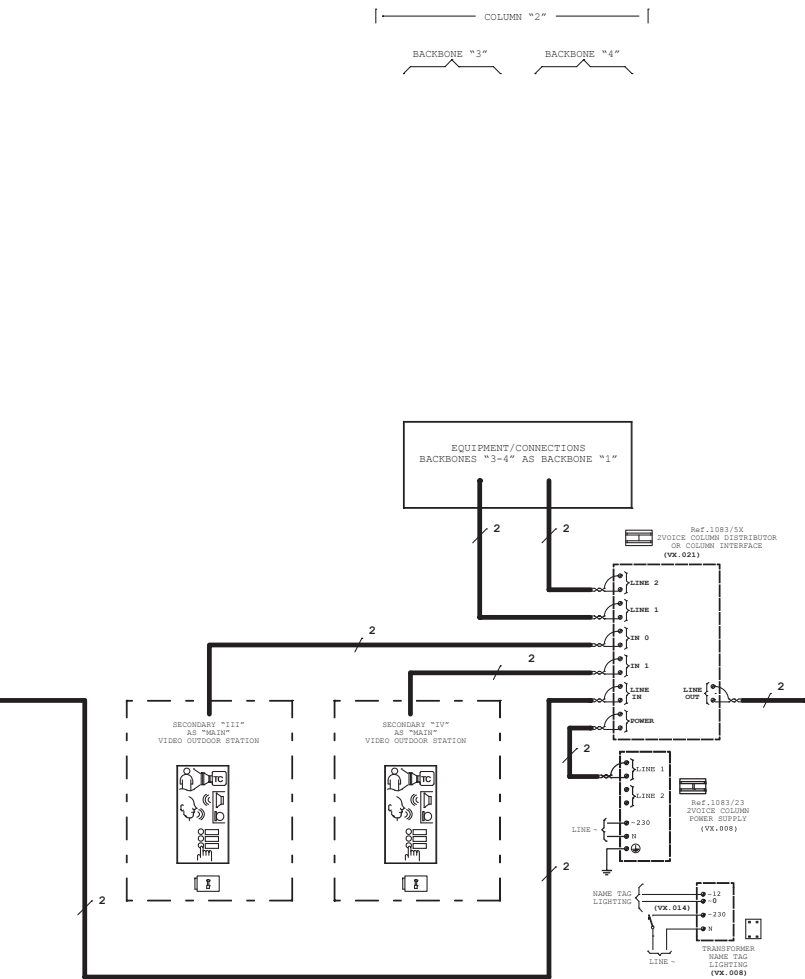 COLUMN “2”
BACKBONE “3”
BACKBONE “4”
EQUIPMENT/CONNECTIONS
BACKBONES “3-4” AS BACKBONE “1”
2
2
Ref.1083/5X
2VOICE COLUMN DISTRIBUTOR
OR COLUMN INTERFACE
(VX.021)
LINE 2
LINE 1
IN 0
IN 1
LINE
IN
LINE
OUT
POWER
2
2
2
2
SECONDARY “III”
AS “MAIN”
VIDEO OUTDOOR STATION
TC
SECONDARY “IV”
AS “MAIN”
VIDEO OUTDOOR STATION
TC
LINE 1
LINE 2
~230
N
LINE ~
Ref.1083/23
2VOICE COLUMN
POWER SUPPLY
(VX.008)
2
2
NAME TAG
LIGHTING
(VX.014)
~12
~0
~230
N
LINE ~
TRANSFORMER
NAME TAG
LIGHTING
(VX.008)